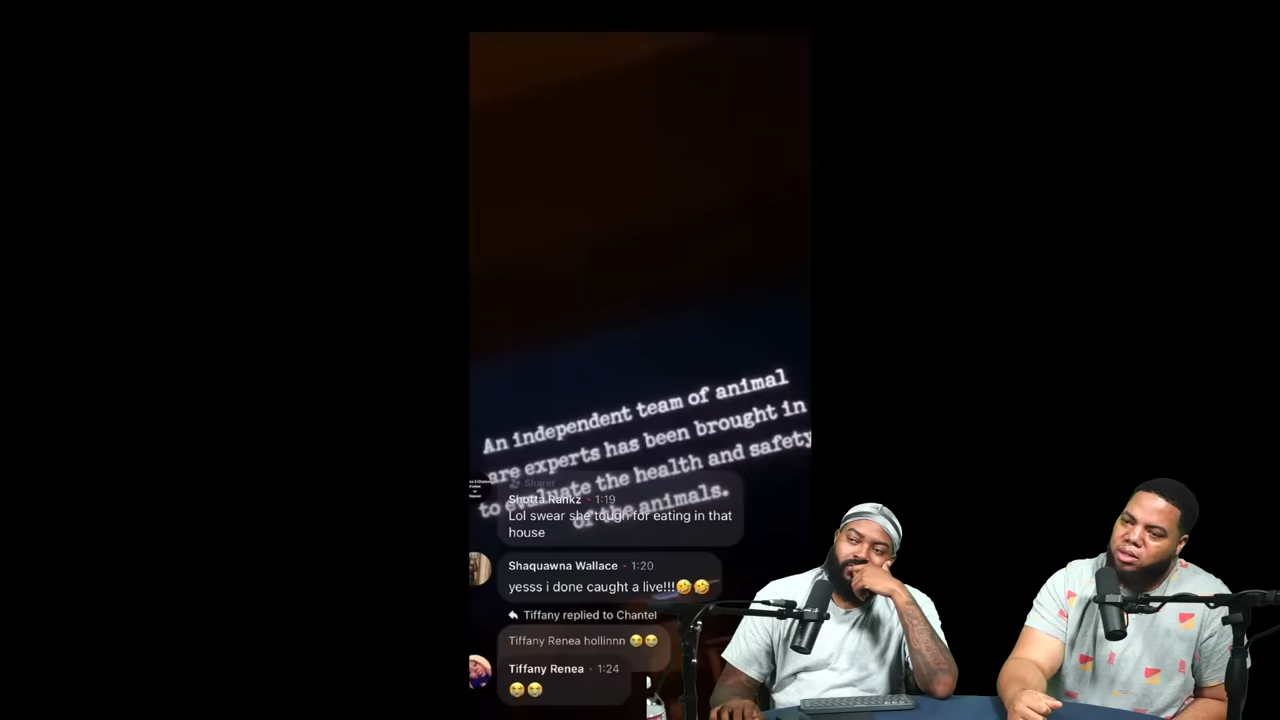 An independent team of animal
are experts has been brought in
to evaluate the health and safety
of the animals.
Sharer
Shotta Rankz · 1:19
Lol swear she tough for eating in that
house
Shaquawna Wallace · 1:20
yesss i done caught a live!!!🤣🤣
Tiffany replied to Chantel
Tiffany Renea hollinnn 😭😭
Tiffany Renea · 1:24
😭😭